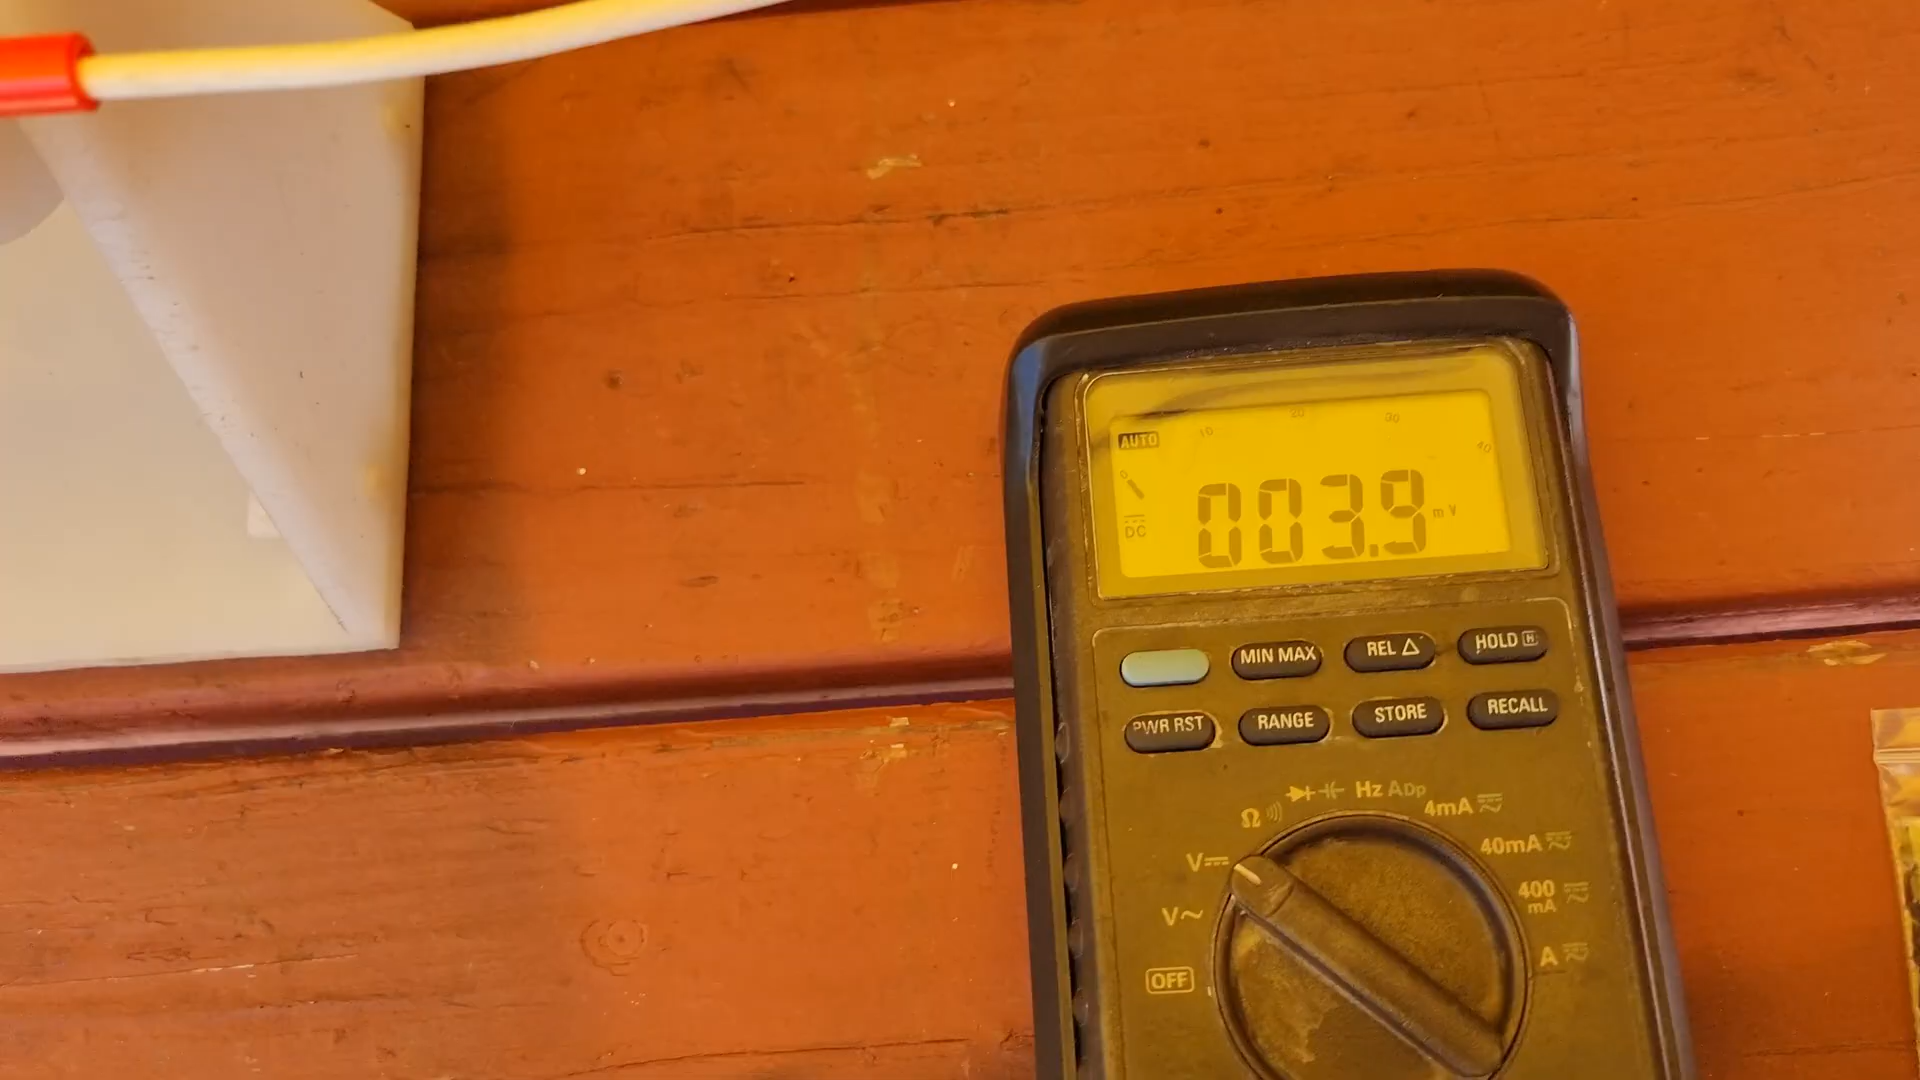 10 20 30 40
AUTO
0
DC 003.9 mV
MIN MAX REL △ HOLD H
PWR RST RANGE STORE RECALL
Ω Hz ADp 4mA
V 40mA
V~ 400 mA
OFF A